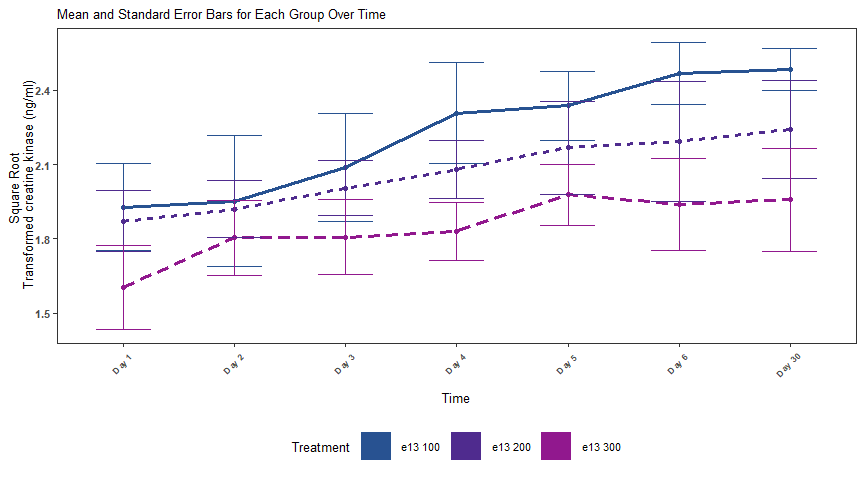 Mean and Standard Error Bars for Each Group Over Time
Square Root
Transformed creatine kinase (ng/ml)
2.4
2.1
1.8
1.5
Day 1
Day 2
Day 3
Day 4
Day 5
Day 6
Day 30
Time
Treatment
e13 100
e13 200
e13 300